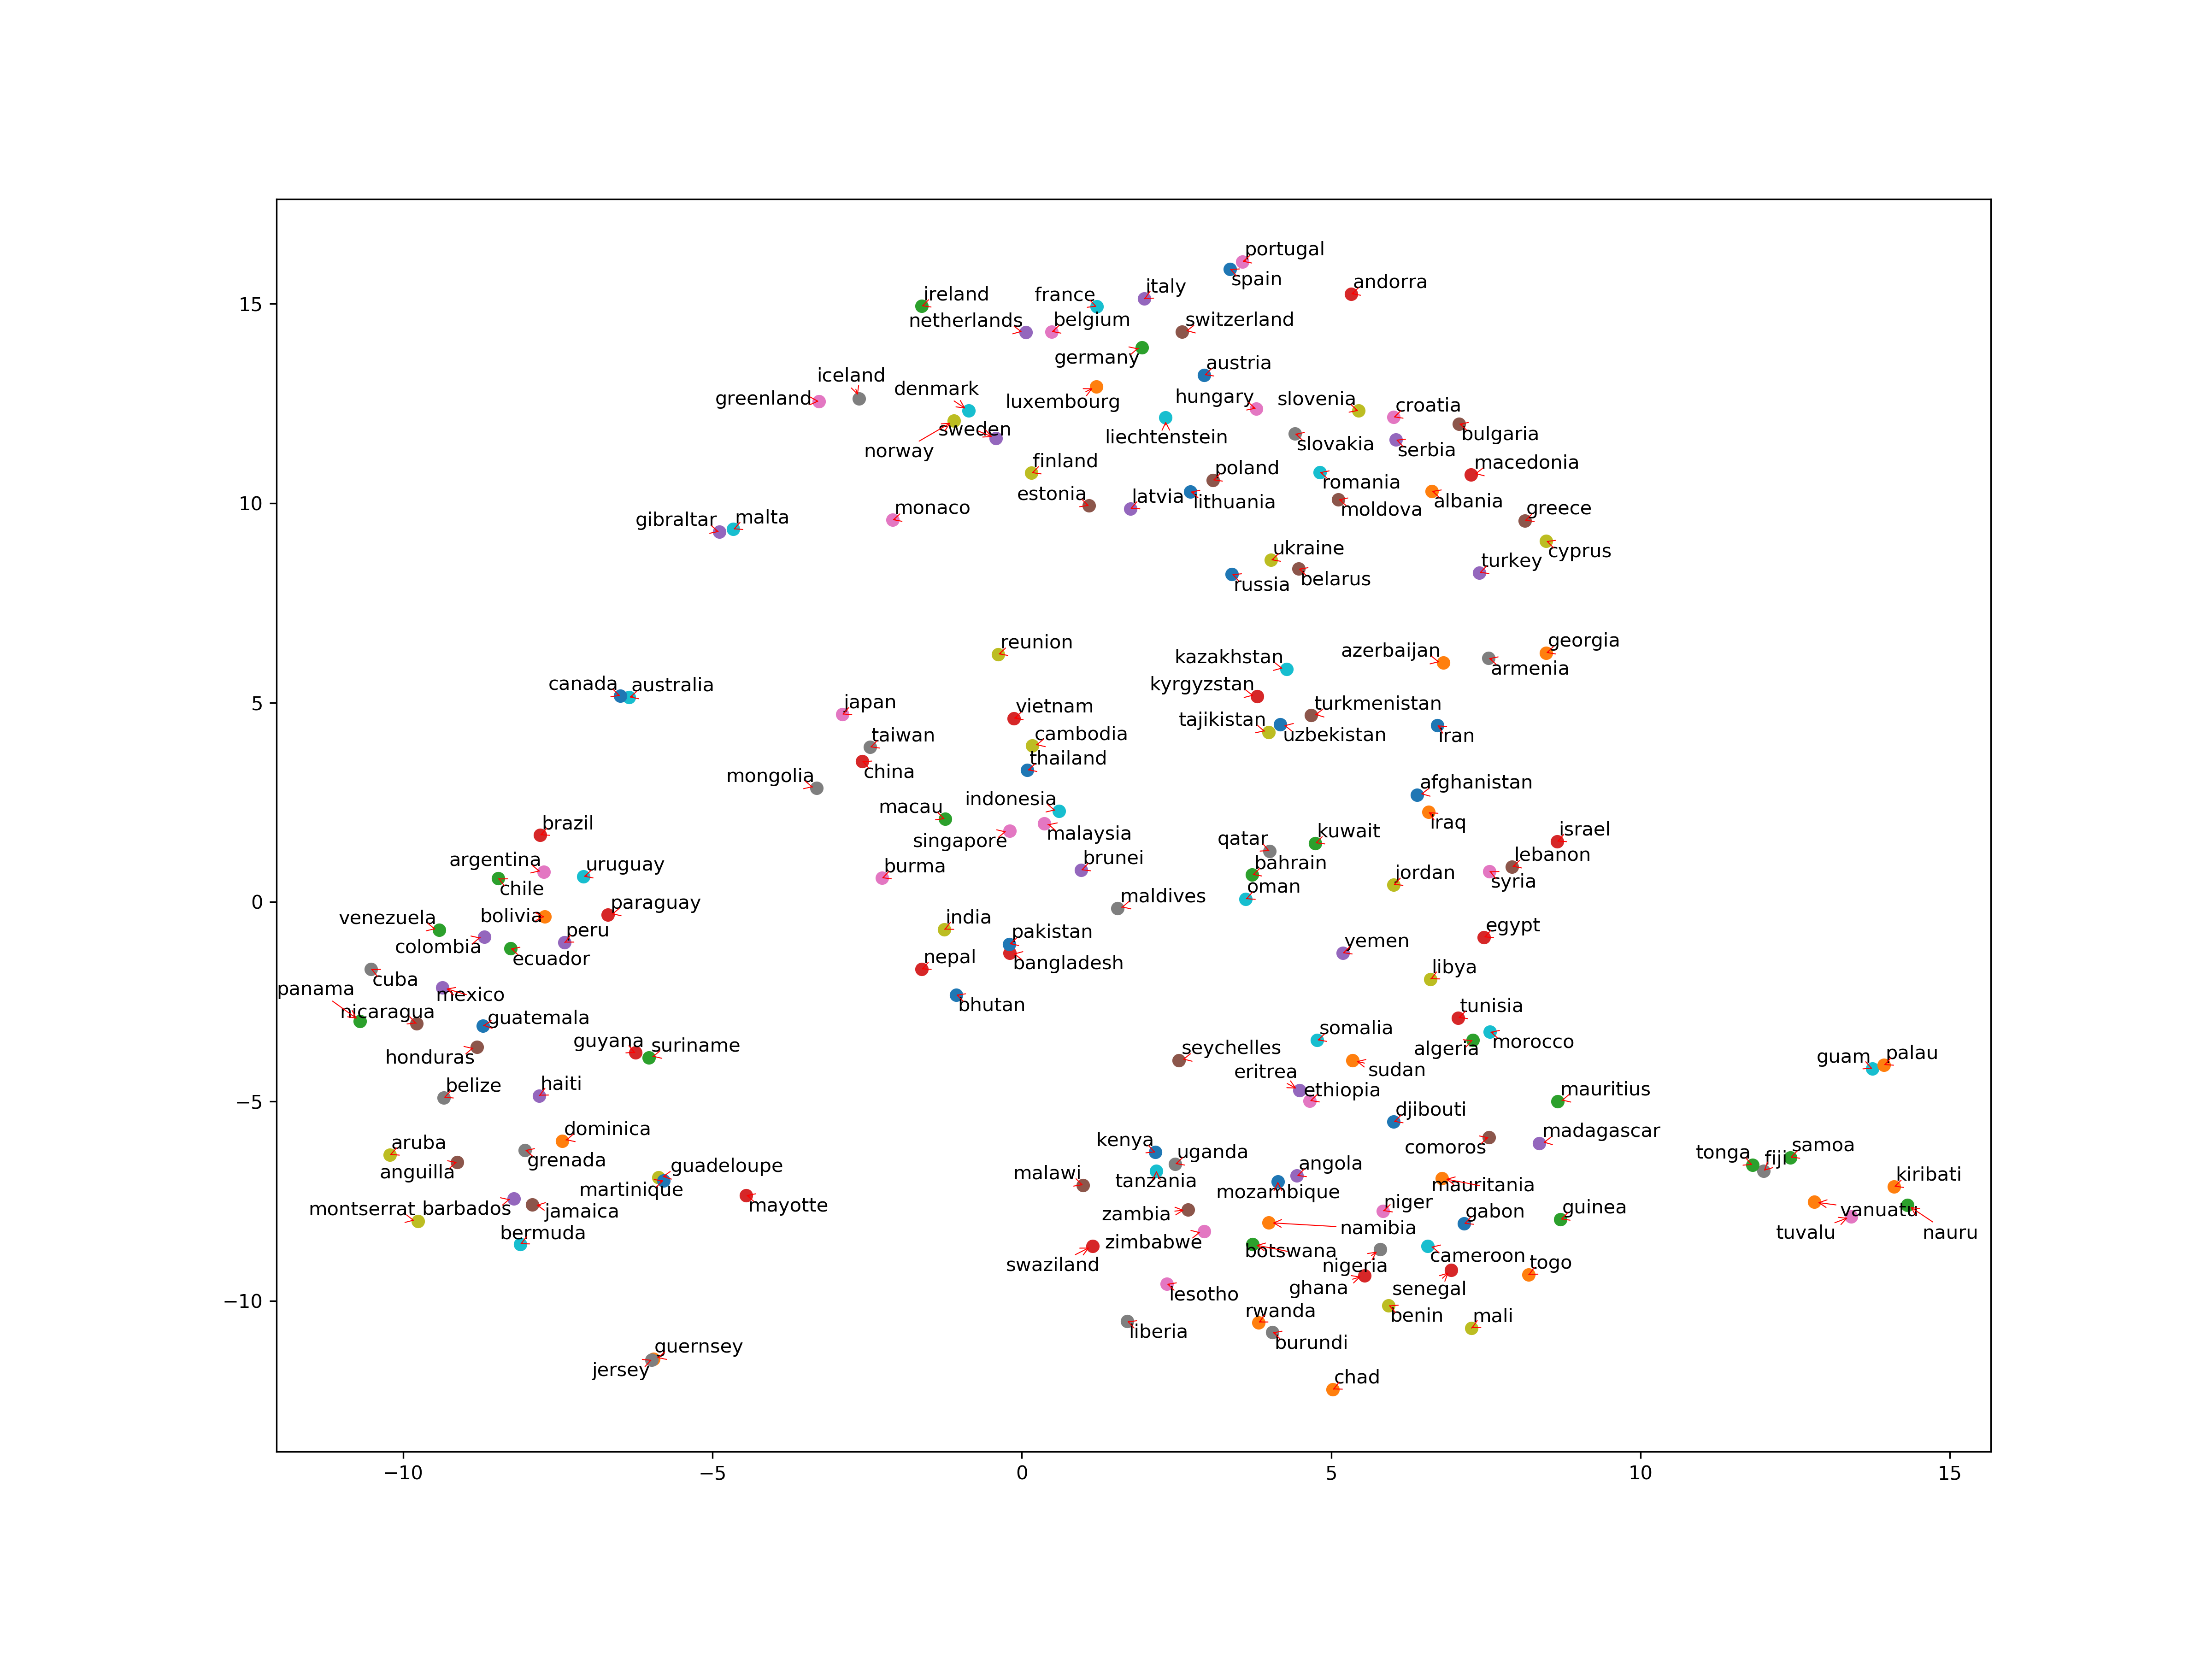 portugal
spain
andorra
italy
ireland
france
netherlands
belgium
switzerland
germany
austria
iceland
greenland
denmark
luxembourg
hungary
slovenia
croatia
sweden
norway
liechtenstein
slovakia
bulgaria
serbia
finland
poland
macedonia
estonia
latvia
lithuania
romania
moldova
albania
monaco
greece
gibraltar
malta
ukraine
cyprus
turkey
russia
belarus
reunion
kazakhstan
azerbaijan
georgia
armenia
canada
australia
kyrgyzstan
japan
vietnam
turkmenistan
tajikistan
uzbekistan
iran
taiwan
cambodia
thailand
china
mongolia
afghanistan
indonesia
macau
iraq
brazil
singapore
malaysia
qatar
kuwait
israel
argentina
uruguay
burma
brunei
bahrain
lebanon
jordan
syria
chile
oman
maldives
paraguay
venezuela
bolivia
india
peru
pakistan
egypt
colombia
ecuador
nepal
bangladesh
yemen
libya
cuba
panama
mexico
bhutan
nicaragua
guatemala
tunisia
somalia
guyana
suriname
honduras
seychelles
algeria
morocco
sudan
guam
palau
eritrea
ethiopia
belize
haiti
mauritius
djibouti
dominica
madagascar
aruba
kenya
comoros
tonga
fiji
samoa
anguilla
grenada
uganda
guadeloupe
angola
malawi
tanzania
kiribati
martinique
mozambique
mauritania
mayotte
niger
montserrat
barbados
jamaica
zambia
namibia
gabon
guinea
vanuatu
tuvalu
nauru
bermuda
zimbabwe
botswana
cameroon
swaziland
nigeria
togo
ghana
senegal
lesotho
rwanda
benin
mali
liberia
burundi
guernsey
jersey
chad
15
10
5
0
−5
−10
−10
−5
0
5
10
15